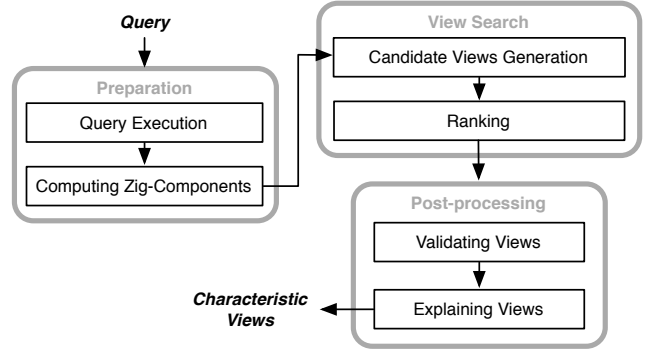 Query
Preparation
Query Execution
Computing Zig-Components
View Search
Candidate Views Generation
Ranking
Post-processing
Validating Views
Explaining Views
Characteristic
Views